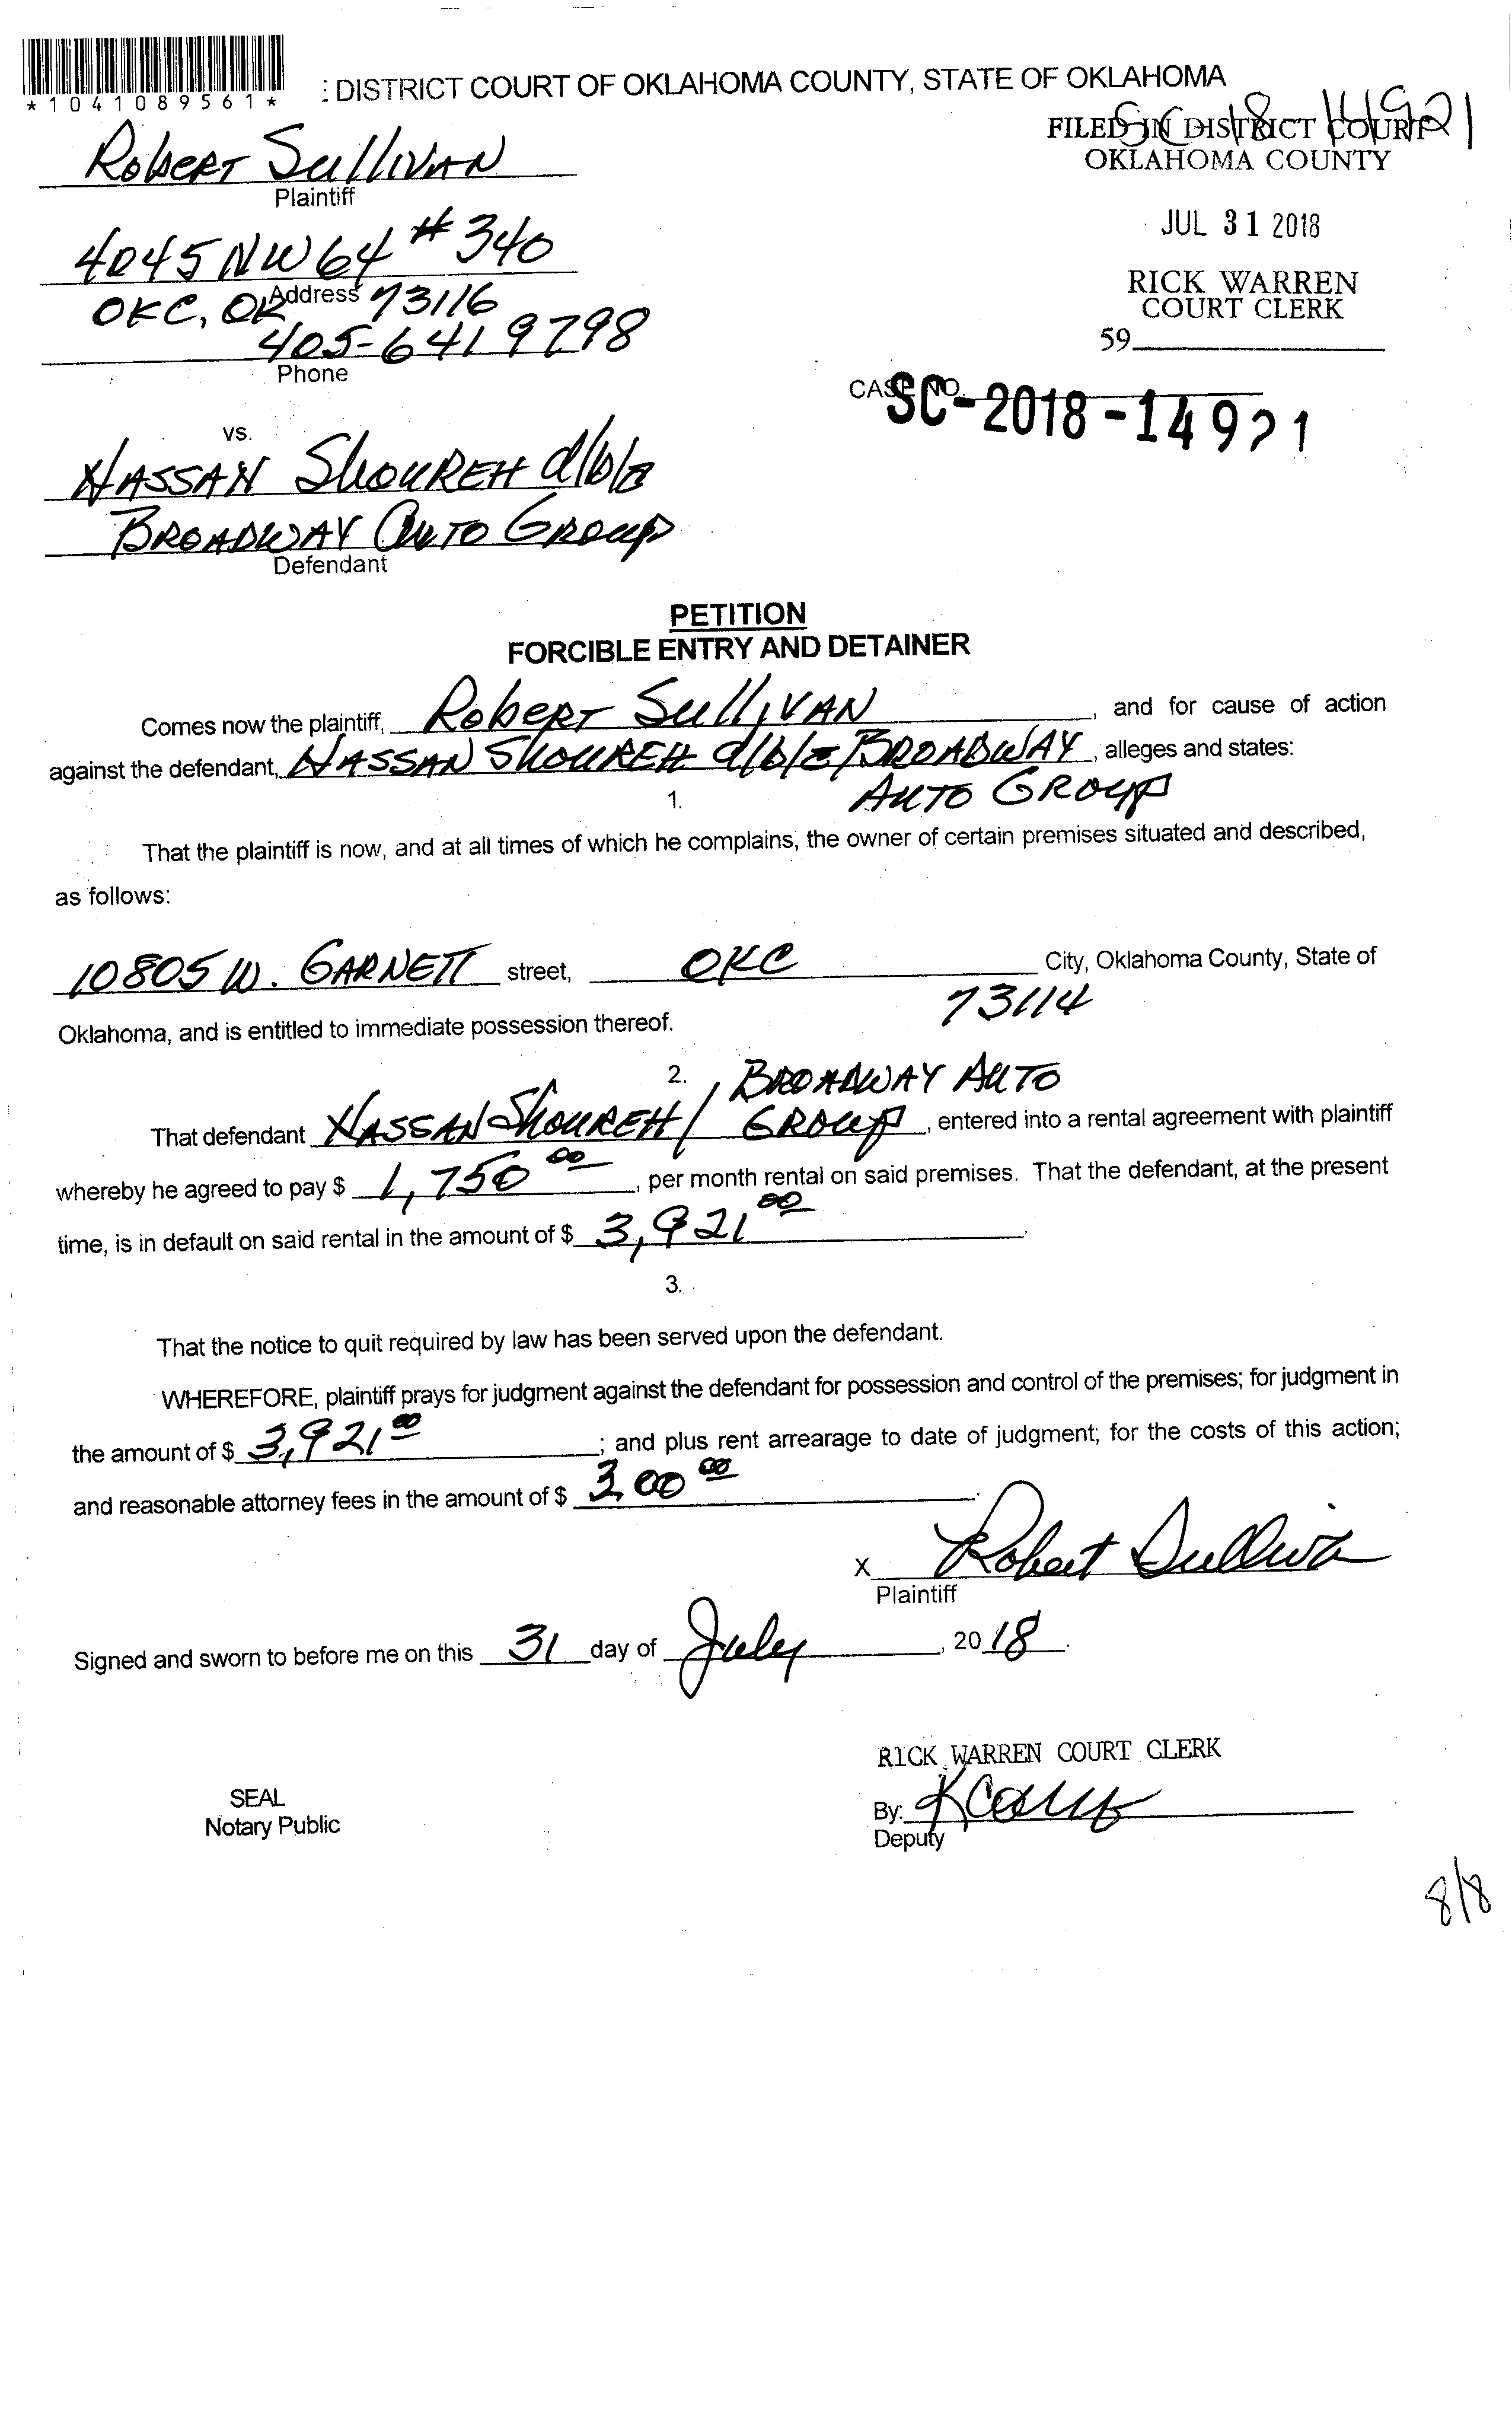 : DISTRICT COURT OF OKLAHOMA COUNTY, STATE OF OKLAHOMA
*1041089561*
SC 18 14921
FILED IN DISTRICT COURT
OKLAHOMA COUNTY
Robert Sullivan
Plaintiff
JUL 31 2018
4045 NW 64 # 340
Address
OKC, OK 73116
RICK WARREN
COURT CLERK
405-641 9798
Phone
59
CASE NO.
SC-2018-14921
vs.
HASSAN SHOUREH d/b/a
BROADWAY AUTO GROUP
Defendant
PETITION
FORCIBLE ENTRY AND DETAINER
Comes now the plaintiff, Robert Sullivan, and for cause of action
against the defendant, HASSAN SHOUREH d/b/a BROADWAY, alleges and states:
AUTO GROUP
1.
That the plaintiff is now, and at all times of which he complains, the owner of certain premises situated and described,
as follows:
10805 W. GARNETT street, OKC City, Oklahoma County, State of
73114
Oklahoma, and is entitled to immediate possession thereof.
2.
BROADWAY AUTO
That defendant HASSAN SHOUREH / GROUP, entered into a rental agreement with plaintiff
whereby he agreed to pay $ 1,750 00, per month rental on said premises. That the defendant, at the present
time, is in default on said rental in the amount of $ 3,921 00.
3.
That the notice to quit required by law has been served upon the defendant.
WHEREFORE, plaintiff prays for judgment against the defendant for possession and control of the premises; for judgment in
the amount of $ 3,921 00; and plus rent arrearage to date of judgment; for the costs of this action;
and reasonable attorney fees in the amount of $ 300 00.
x Robert Sullivan
Plaintiff
Signed and sworn to before me on this 31 day of July, 2018.
RICK WARREN COURT CLERK
SEAL
Notary Public
By:
Deputy
8/8